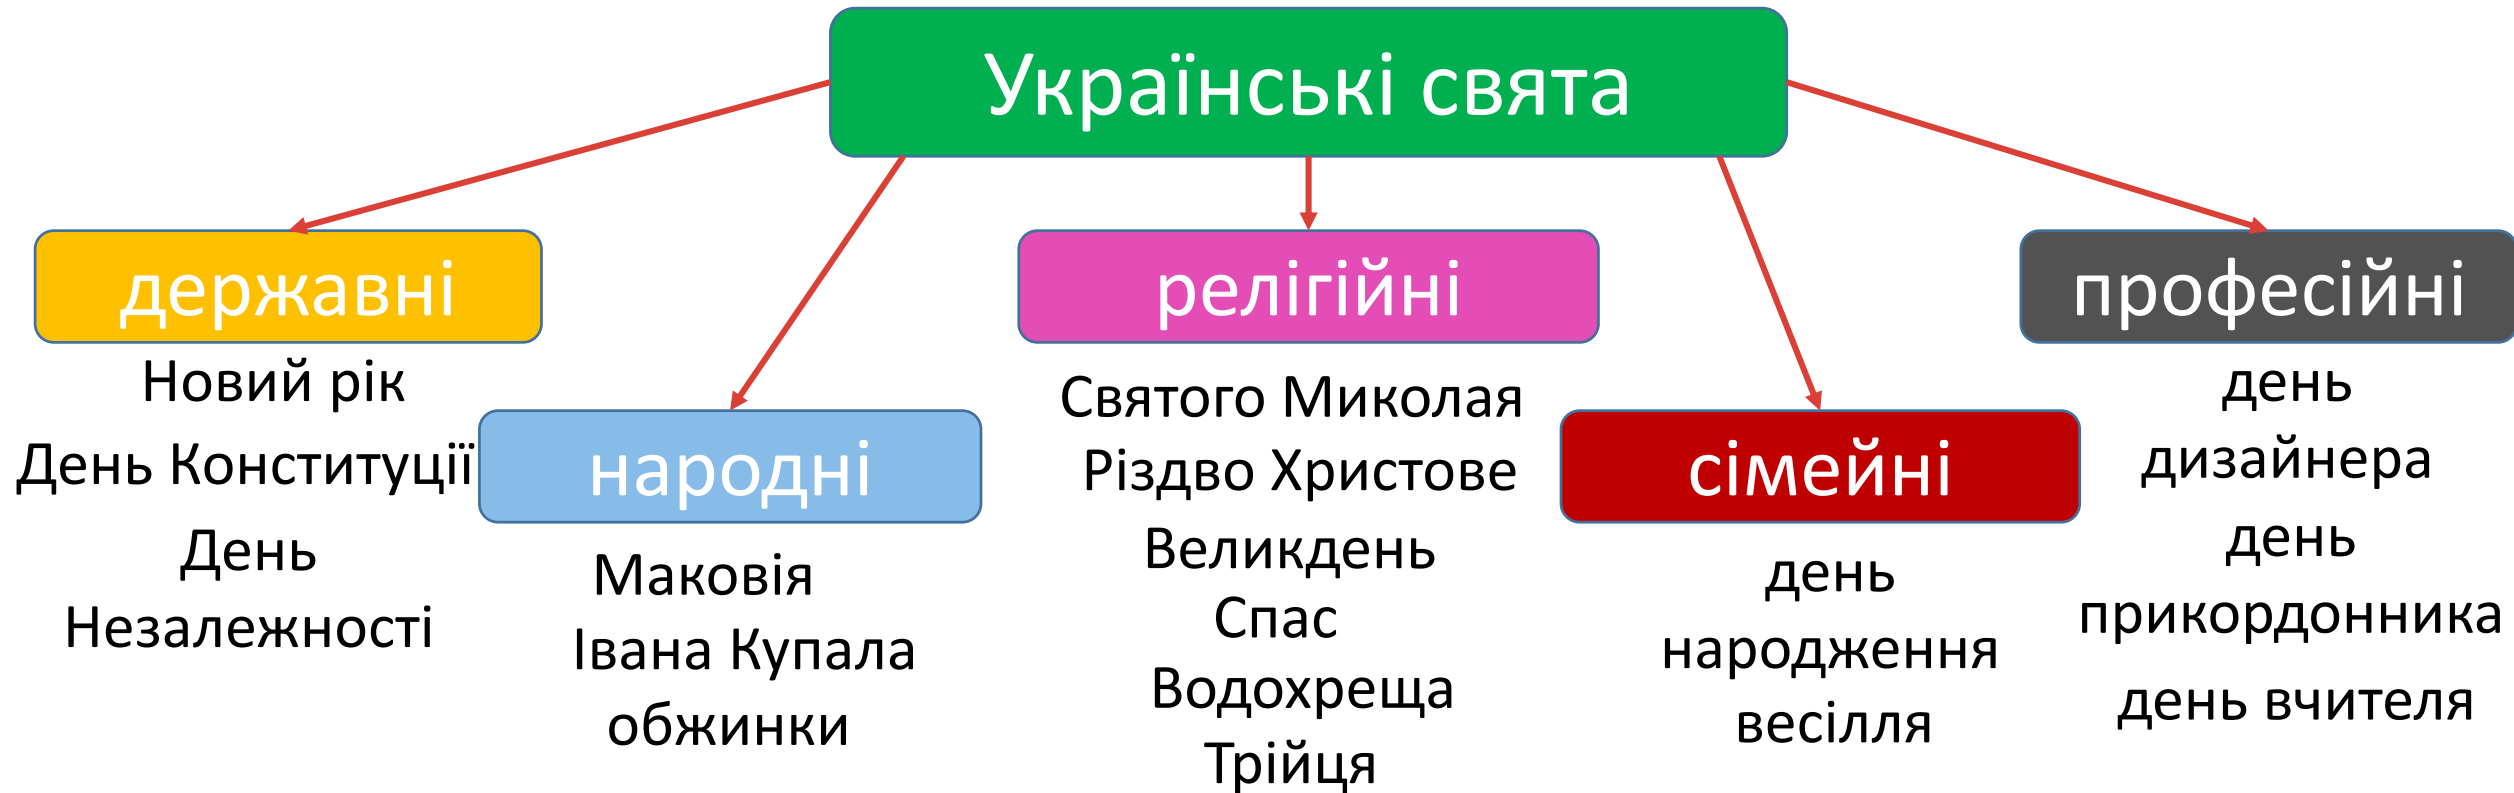 Українські свята
державні
Новий рік
День Конституції
День
Незалежності
народні
Маковія
Івана Купала
обжинки
релігійні
Святого Миколая
Різдво Христове
Великдень
Спас
Водохреща
Трійця
сімейні
день
народження
весілля
професійні
день
дизайнера
день
прикордонника
день вчителя